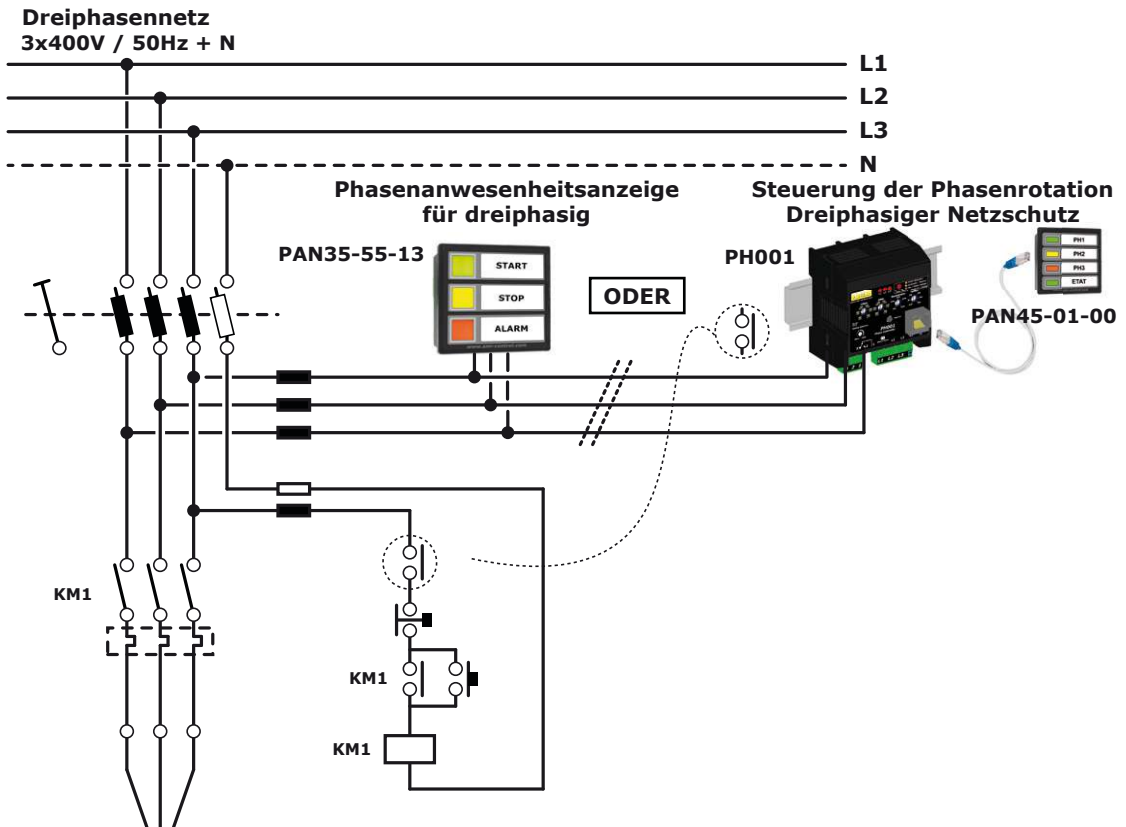 Dreiphasennetz
3x400V / 50Hz + N
L1
L2
L3
N
Phasenanwesenheitsanzeige
für dreiphasig
Steuerung der Phasenrotation
Dreiphasiger Netzschutz
PAN35-55-13
START
STOP
ALARM
ODER
PH001
PH1
PH2
PH3
ETAT
PAN45-01-00
PH001
KM1
KM1
KM1